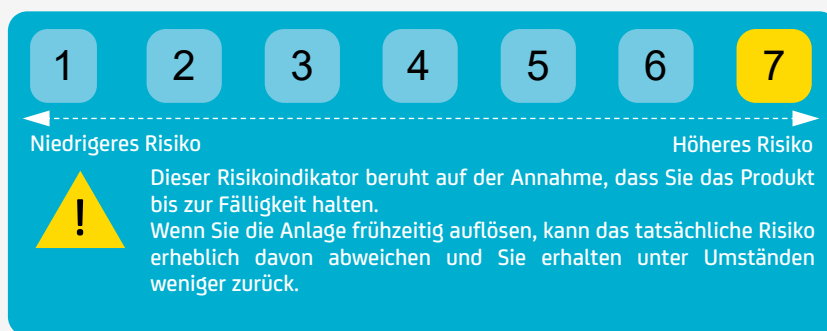 1 2 3 4 5 6 7
Niedrigeres Risiko Höheres Risiko
Dieser Risikoindikator beruht auf der Annahme, dass Sie das Produkt
bis zur Fälligkeit halten.
!
Wenn Sie die Anlage frühzeitig auflösen, kann das tatsächliche Risiko
erheblich davon abweichen und Sie erhalten unter Umständen
weniger zurück.